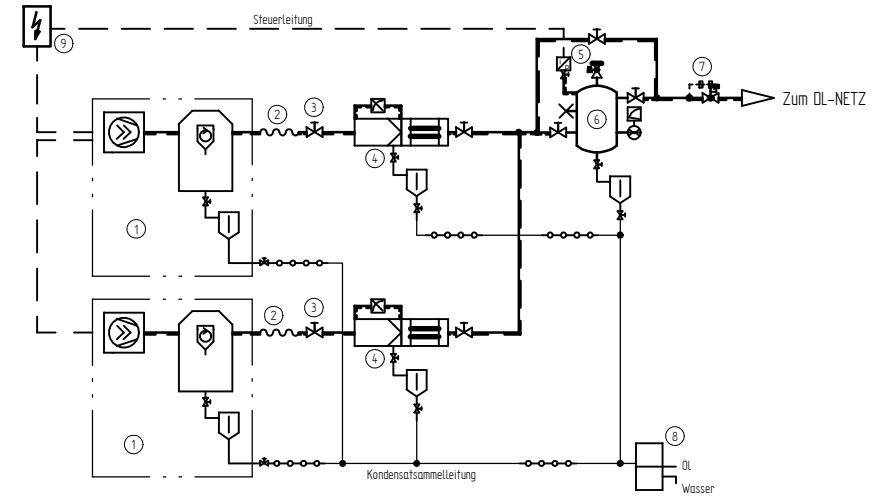 Steuerleitung
9
5
7
Zum DL-NETZ
2
3
6
4
1
2
3
4
1
8
Öl
Kondensatsammelleitung
Wasser